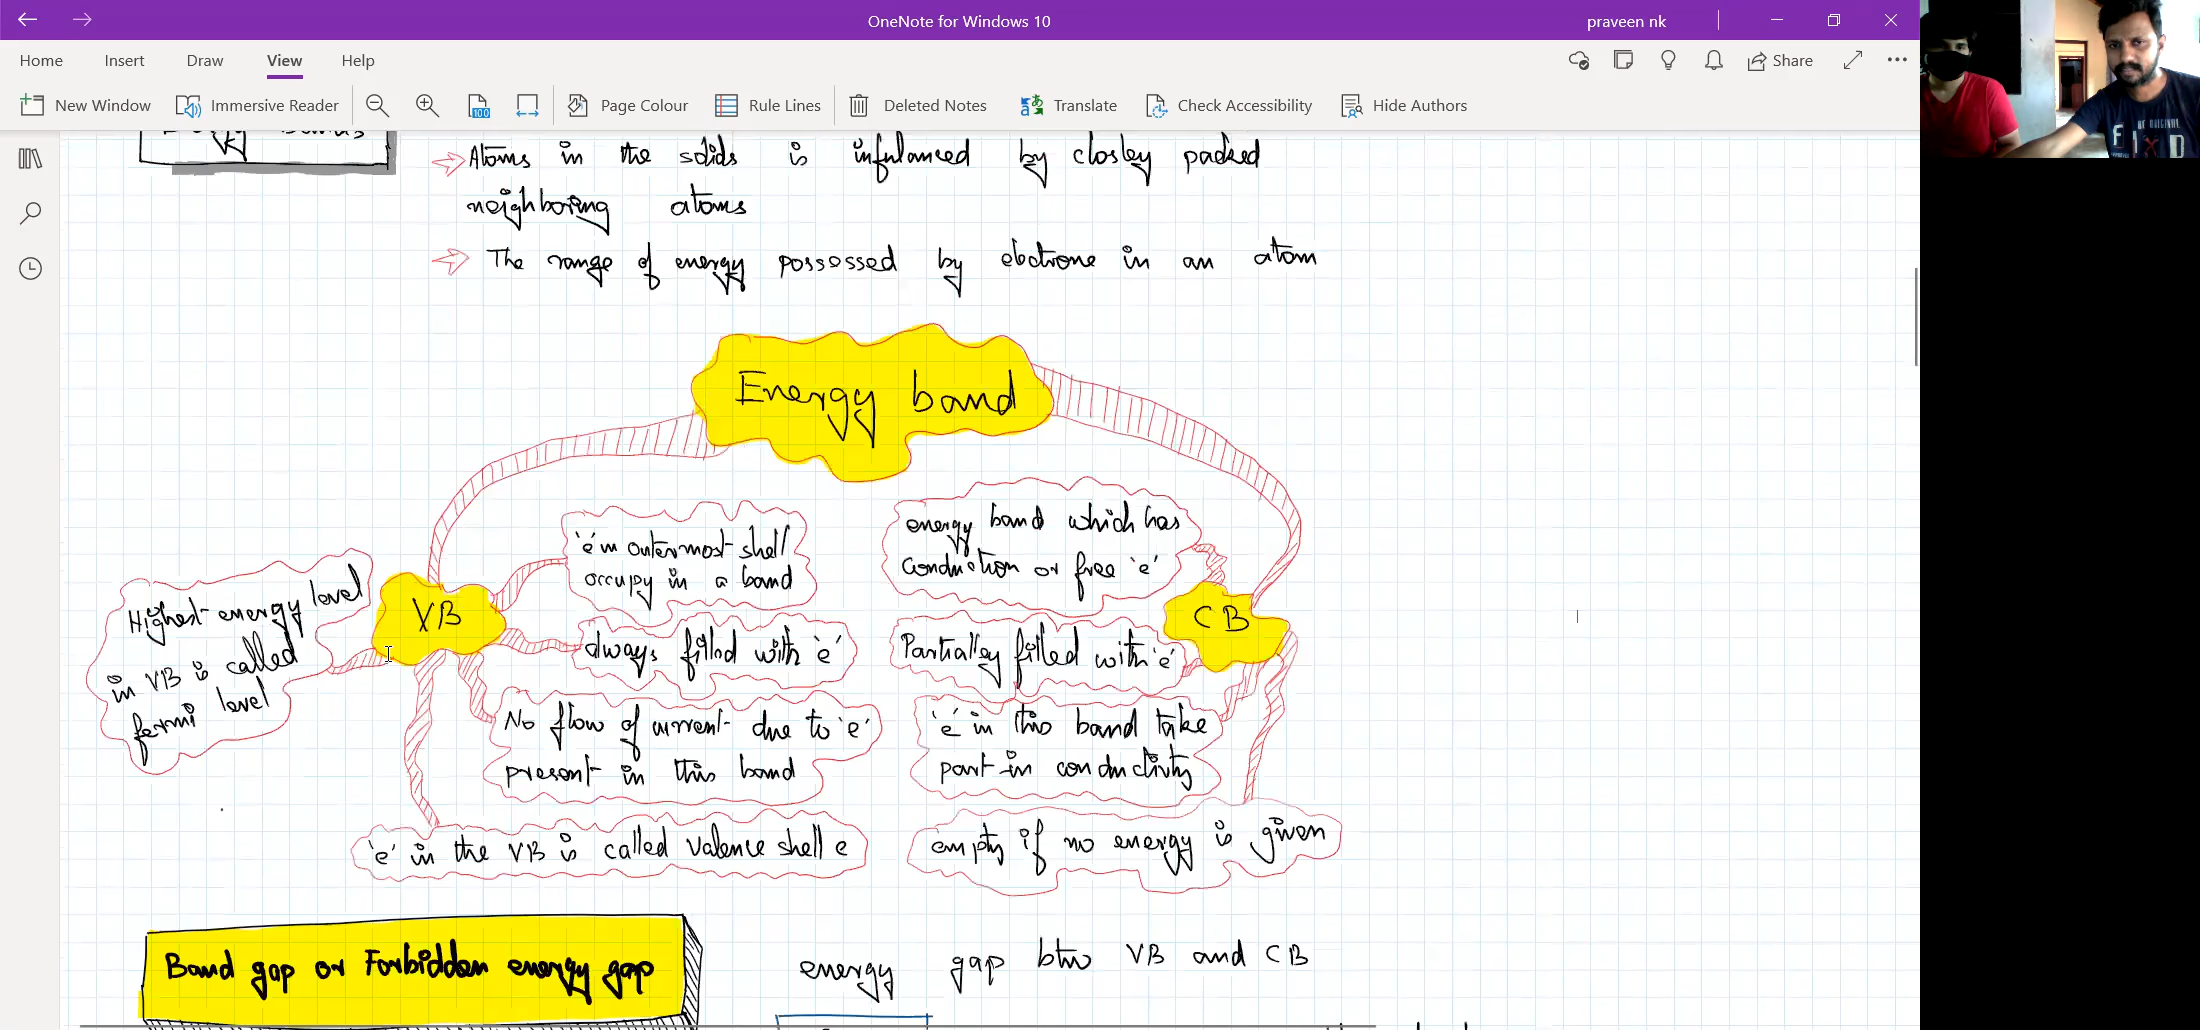 OneNote for Windows 10
praveen nk
Home Insert Draw View Help
Share
New Window Immersive Reader 100 Page Colour Rule Lines Deleted Notes Translate Check Accessibility Hide Authors
Atoms in the solids is infulanced by closley packed
neighboring atoms
The range of energy possessed by electrone in an atom
Energy band
VB
'e' in outermost shell
occupy in a band
always filled with 'e'
No flow of current due to 'e'
present in this band
'e' in the VB is called valence shell e
Highest energy level
in VB is called
fermi level
CB
energy band which has
conduction or free 'e'
Partially filled with 'e'
'e' in this band take
part in conductivity
empty if no energy is given
Band gap or Forbidden energy gap
energy gap btw VB and CB